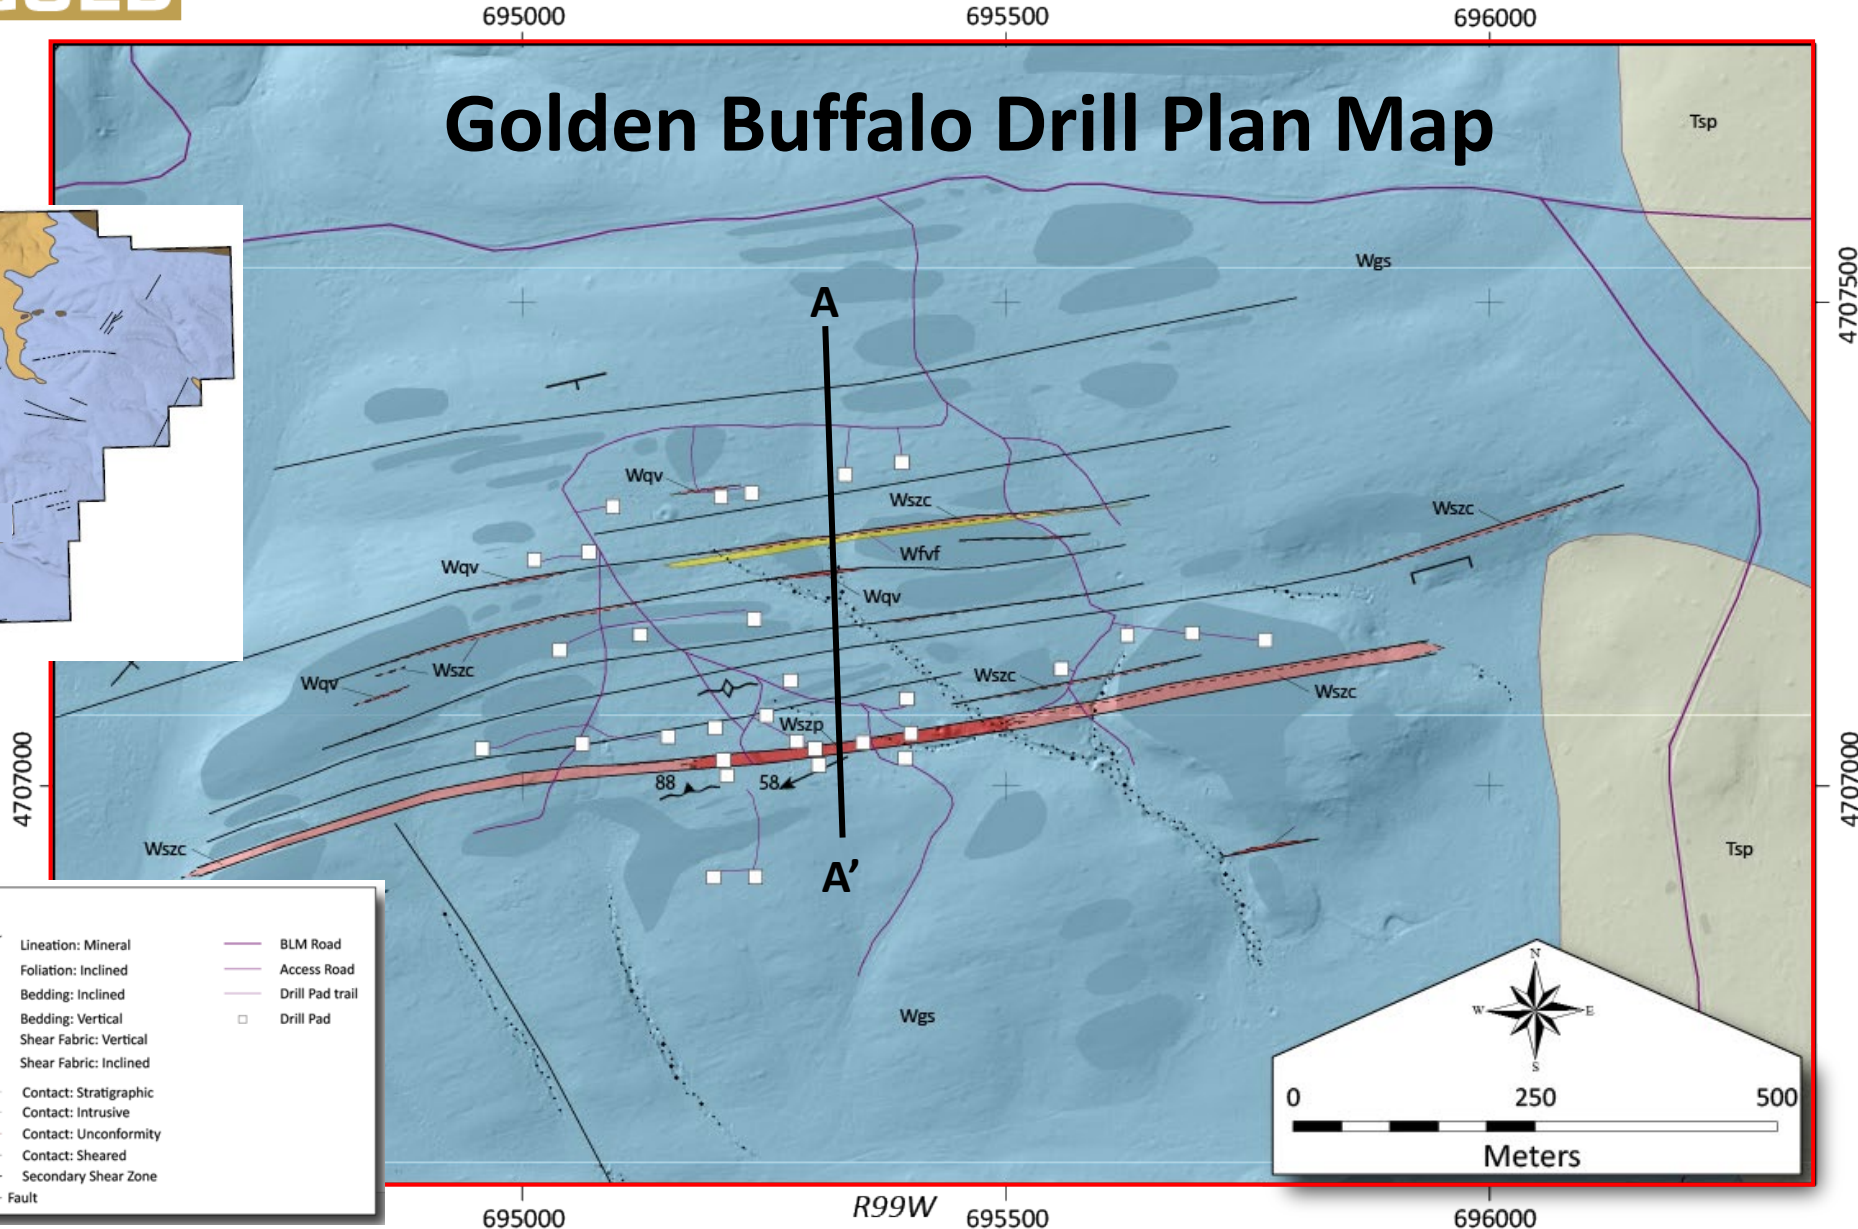 GOLD
695000 695500 696000
Golden Buffalo Drill Plan Map
Tsp
Wgs
4707500
4707500
A
Wqv
Wszc
Wszc
Wfvf
Wqv
Wqv
Wszc
Wqv
Wszc
Wszc
Wszp
4707000
4707000
88
58
Wszc
A’
Tsp
Wgs
Lineation: Mineral
Foliation: Inclined
Bedding: Inclined
Bedding: Vertical
Shear Fabric: Vertical
Shear Fabric: Inclined
Contact: Stratigraphic
Contact: Intrusive
Contact: Unconformity
Contact: Sheared
Secondary Shear Zone
Fault
BLM Road
Access Road
Drill Pad trail
Drill Pad
N
W E
S
0 250 500
Meters
R99W
695000 695500 696000